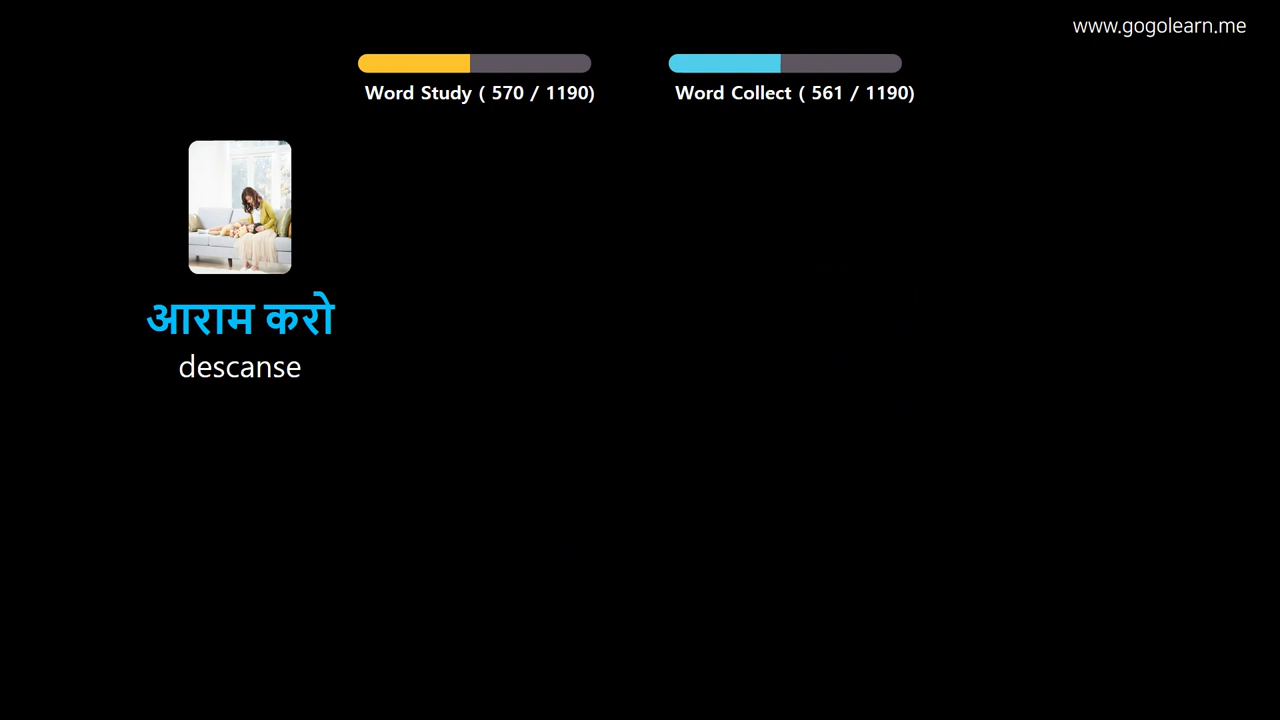 www.gogolearn.me
Word Study ( 570 / 1190)
Word Collect ( 561 / 1190)
आराम करो
descanse